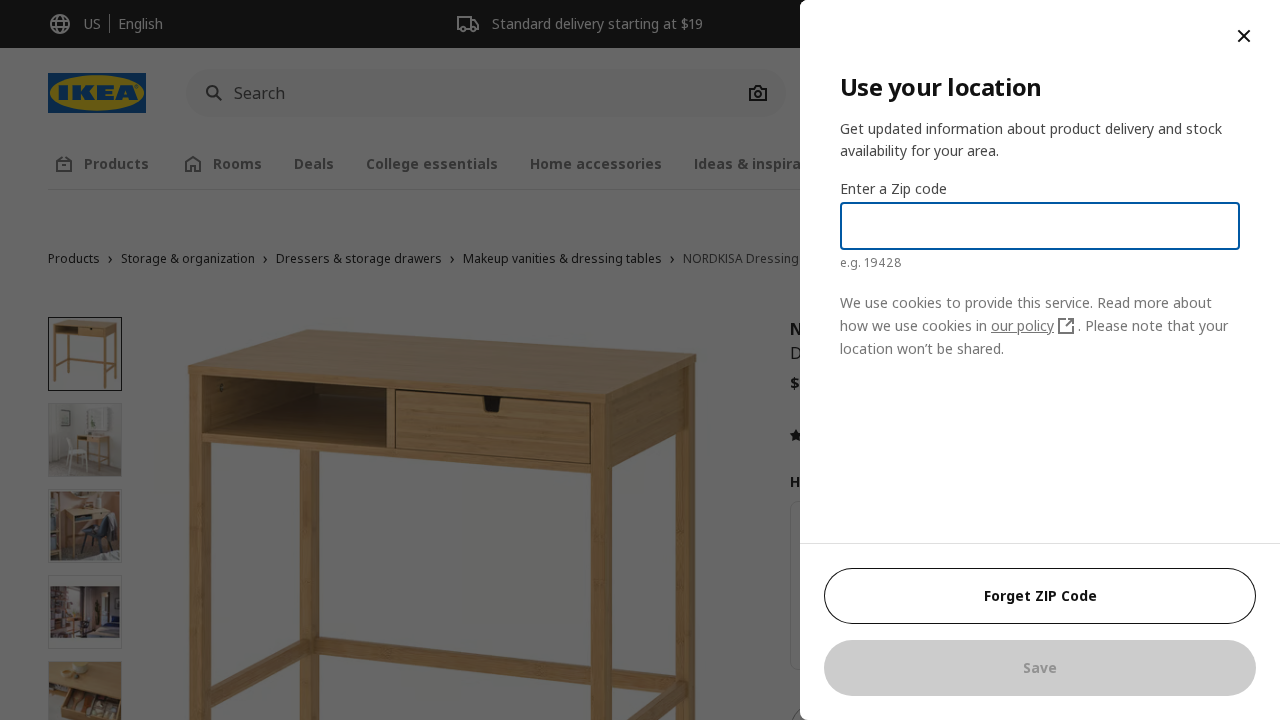 US English
Standard delivery starting at $19
IKEA
Search
Products
Rooms
Deals
College essentials
Home accessories
Ideas & inspira
Products › Storage & organization › Dressers & storage drawers › Makeup vanities & dressing tables › NORDKISA Dressing
N
D
$
H
Use your location
Get updated information about product delivery and stock
availability for your area.
Enter a Zip code
e.g. 19428
We use cookies to provide this service. Read more about
how we use cookies in our policy . Please note that your
location won’t be shared.
Forget ZIP Code
Save